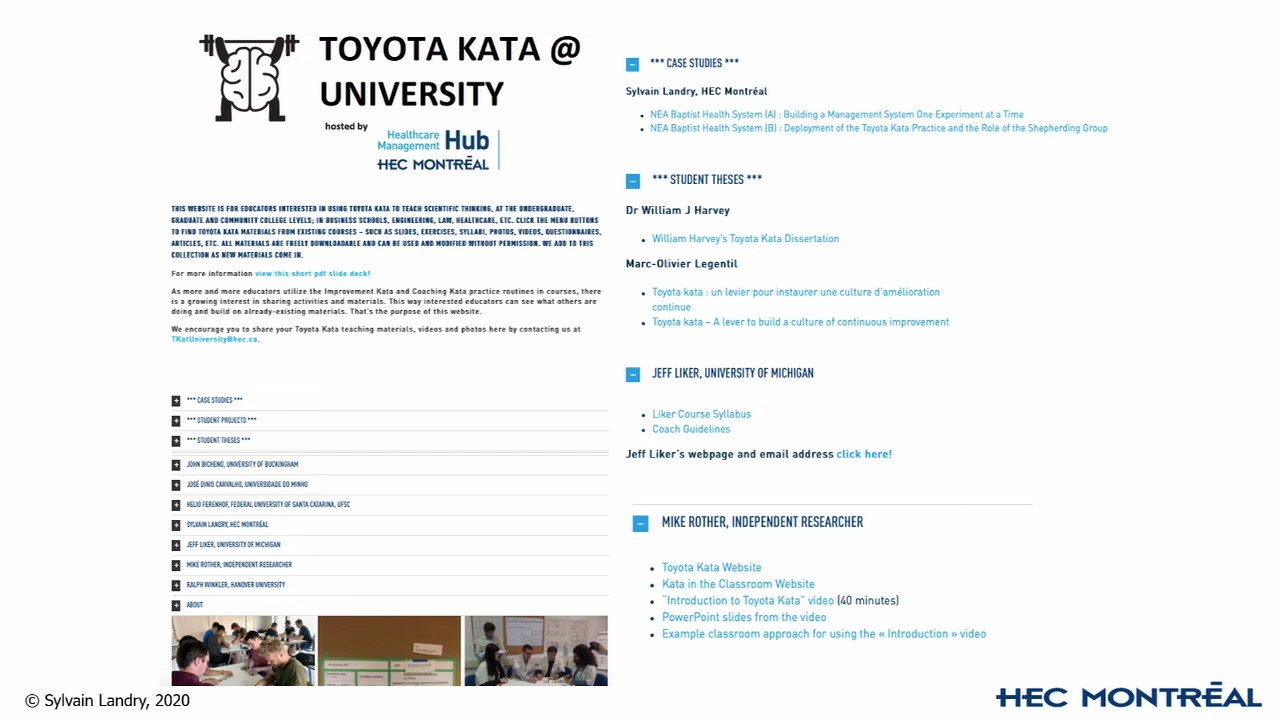 TOYOTA KATA @
UNIVERSITY
hosted by
Healthcare
Management Hub
HEC MONTRĒAL
THIS WEBSITE IS FOR EDUCATORS INTERESTED IN USING TOYOTA KATA TO TEACH SCIENTIFIC THINKING, AT THE UNDERGRADUATE,
GRADUATE AND COMMUNITY COLLEGE LEVELS; IN BUSINESS SCHOOLS, ENGINEERING, LAW, HEALTHCARE, ETC. CLICK THE MENU BUTTONS
TO FIND TOYOTA KATA MATERIALS FROM EXISTING COURSES – SUCH AS SLIDES, EXERCISES, SYLLABI, PHOTOS, VIDEOS, QUESTIONNAIRES,
ARTICLES, ETC. ALL MATERIALS ARE FREELY DOWNLOADABLE AND CAN BE USED AND MODIFIED WITHOUT PERMISSION. WE ADD TO THIS
COLLECTION AS NEW MATERIALS COME IN.
For more information view this short pdf slide deck!
As more and more educators utilize the Improvement Kata and Coaching Kata practice routines in courses, there
is a growing interest in sharing activities and materials. This way interested educators can see what others are
doing and build on already-existing materials. That's the purpose of this website.
We encourage you to share your Toyota Kata teaching materials, videos and photos here by contacting us at
TKatUniversity@hec.ca.
*** CASE STUDIES ***
*** STUDENT PROJECTS ***
*** STUDENT THESES ***
JOHN BICHENO, UNIVERSITY OF BUCKINGHAM
JOSÉ DINIS CARVALHO, UNIVERSIDADE DO MINHO
HELIO FERENHOF, FEDERAL UNIVERSITY OF SANTA CATARINA, UFSC
SYLVAIN LANDRY, HEC MONTRÉAL
JEFF LIKER, UNIVERSITY OF MICHIGAN
MIKE ROTHER, INDEPENDENT RESEARCHER
RALPH WINKLER, HANOVER UNIVERSITY
ABOUT
*** CASE STUDIES ***
Sylvain Landry, HEC Montréal
• NEA Baptist Health System (A) : Building a Management System One Experiment at a Time
• NEA Baptist Health System (B) : Deployment of the Toyota Kata Practice and the Role of the Shepherding Group
*** STUDENT THESES ***
Dr William J Harvey
• William Harvey's Toyota Kata Dissertation
Marc-Olivier Legentil
• Toyota kata : un levier pour instaurer une culture d'amélioration
continue
• Toyota kata – A lever to build a culture of continuous improvement
JEFF LIKER, UNIVERSITY OF MICHIGAN
• Liker Course Syllabus
• Coach Guidelines
Jeff Liker's webpage and email address click here!
MIKE ROTHER, INDEPENDENT RESEARCHER
• Toyota Kata Website
• Kata in the Classroom Website
• "Introduction to Toyota Kata" video (40 minutes)
• PowerPoint slides from the video
• Example classroom approach for using the « Introduction » video
© Sylvain Landry, 2020
HEC MONTRĒAL